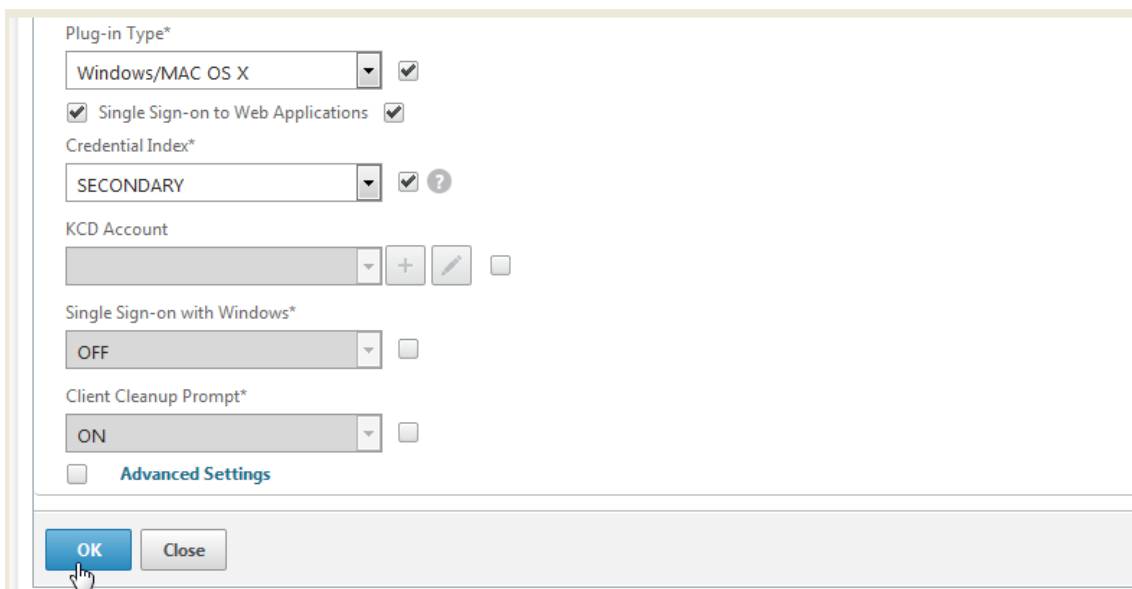 Plug-in Type*
Windows/MAC OS X
Single Sign-on to Web Applications
Credential Index*
SECONDARY
?
KCD Account
+
Single Sign-on with Windows*
OFF
Client Cleanup Prompt*
ON
Advanced Settings
OK Close